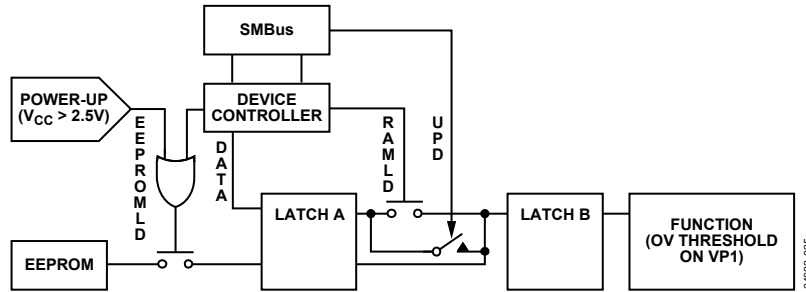 SMBus
POWER-UP
(VCC > 2.5V)
EEPROMLD
DEVICE
CONTROLLER
DATA
RAMLD
UPD
LATCH A
LATCH B
FUNCTION
(OV THRESHOLD
ON VP1)
EEPROM